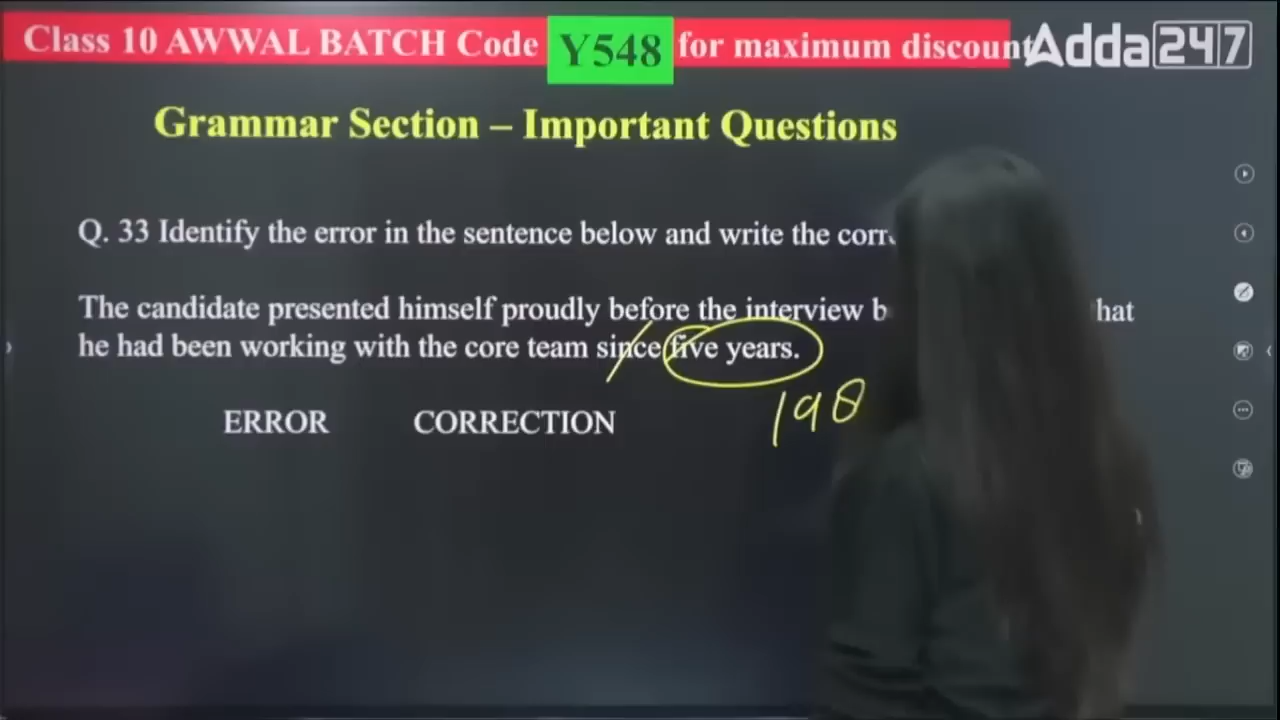 Class 10 AWWAL BATCH Code Y548 for maximum discount
Adda247
Grammar Section – Important Questions
Q. 33 Identify the error in the sentence below and write the
The candidate presented himself proudly before the interview
he had been working with the core team since five years.
198
ERROR CORRECTION